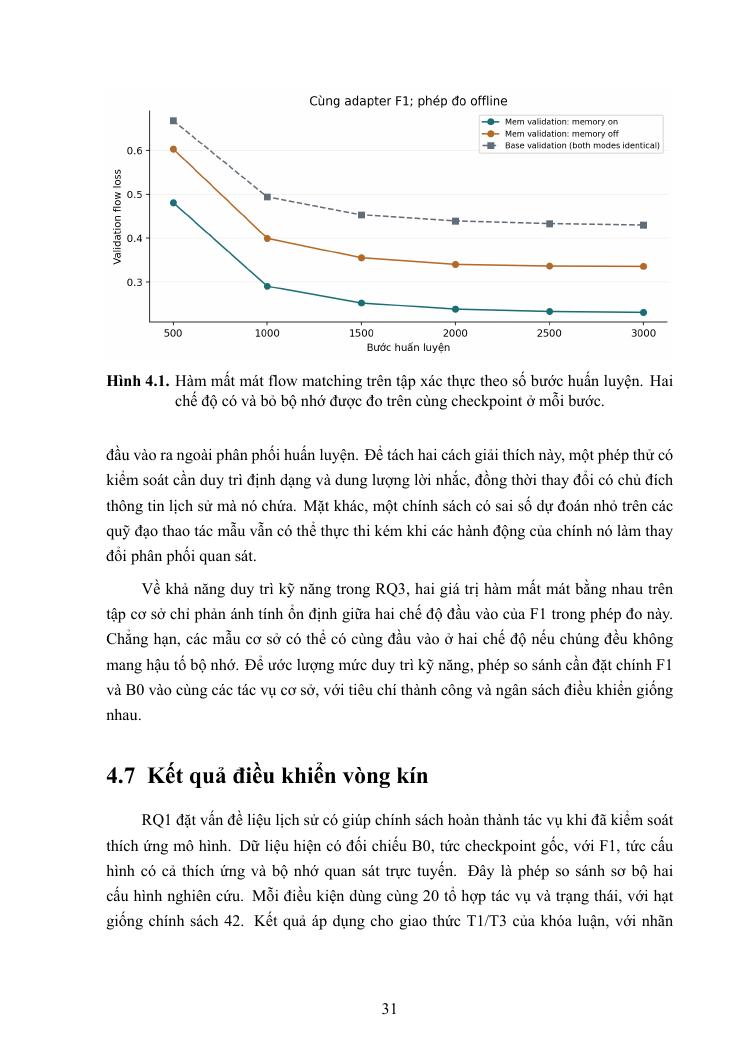 Cùng adapter F1; phép đo offline
Mem validation: memory on
Mem validation: memory off
Base validation (both modes identical)
Validation flow loss
0.6
0.5
0.4
0.3
500 1000 1500 2000 2500 3000
Bước huấn luyện
Hình 4.1. Hàm mất mát flow matching trên tập xác thực theo số bước huấn luyện. Hai
chế độ có và bỏ bộ nhớ được đo trên cùng checkpoint ở mỗi bước.
đầu vào ra ngoài phân phối huấn luyện. Để tách hai cách giải thích này, một phép thử có
kiểm soát cần duy trì định dạng và dung lượng lời nhắc, đồng thời thay đổi có chủ đích
thông tin lịch sử mà nó chứa. Mặt khác, một chính sách có sai số dự đoán nhỏ trên các
quỹ đạo thao tác mẫu vẫn có thể thực thi kém khi các hành động của chính nó làm thay
đổi phân phối quan sát.
Về khả năng duy trì kỹ năng trong RQ3, hai giá trị hàm mất mát bằng nhau trên
tập cơ sở chỉ phản ánh tính ổn định giữa hai chế độ đầu vào của F1 trong phép đo này.
Chẳng hạn, các mẫu cơ sở có thể có cùng đầu vào ở hai chế độ nếu chúng đều không
mang hậu tố bộ nhớ. Để ước lượng mức duy trì kỹ năng, phép so sánh cần đặt chính F1
và B0 vào cùng các tác vụ cơ sở, với tiêu chí thành công và ngân sách điều khiển giống
nhau.
4.7 Kết quả điều khiển vòng kín
RQ1 đặt vấn đề liệu lịch sử có giúp chính sách hoàn thành tác vụ khi đã kiểm soát
thích ứng mô hình. Dữ liệu hiện có đối chiếu B0, tức checkpoint gốc, với F1, tức cấu
hình có cả thích ứng và bộ nhớ quan sát trực tuyến. Đây là phép so sánh sơ bộ hai
cấu hình nghiên cứu. Mỗi điều kiện dùng cùng 20 tổ hợp tác vụ và trạng thái, với hạt
giống chính sách 42. Kết quả áp dụng cho giao thức T1/T3 của khóa luận, với nhãn
31